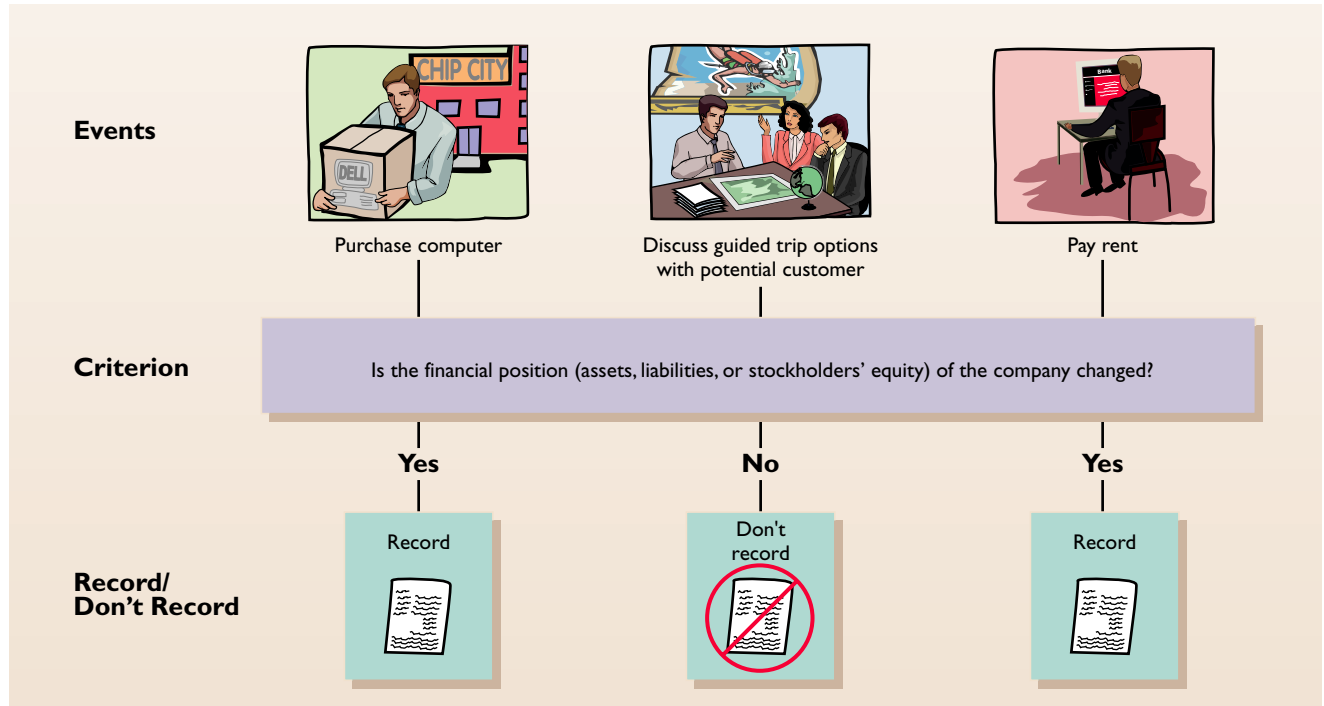 CHIP CITY
DELL
Bank
Events
Purchase computer
Discuss guided trip options
with potential customer
Pay rent
Criterion
Is the financial position (assets, liabilities, or stockholders’ equity) of the company changed?
Yes
No
Yes
Record/
Don’t Record
Record
Don't
record
Record